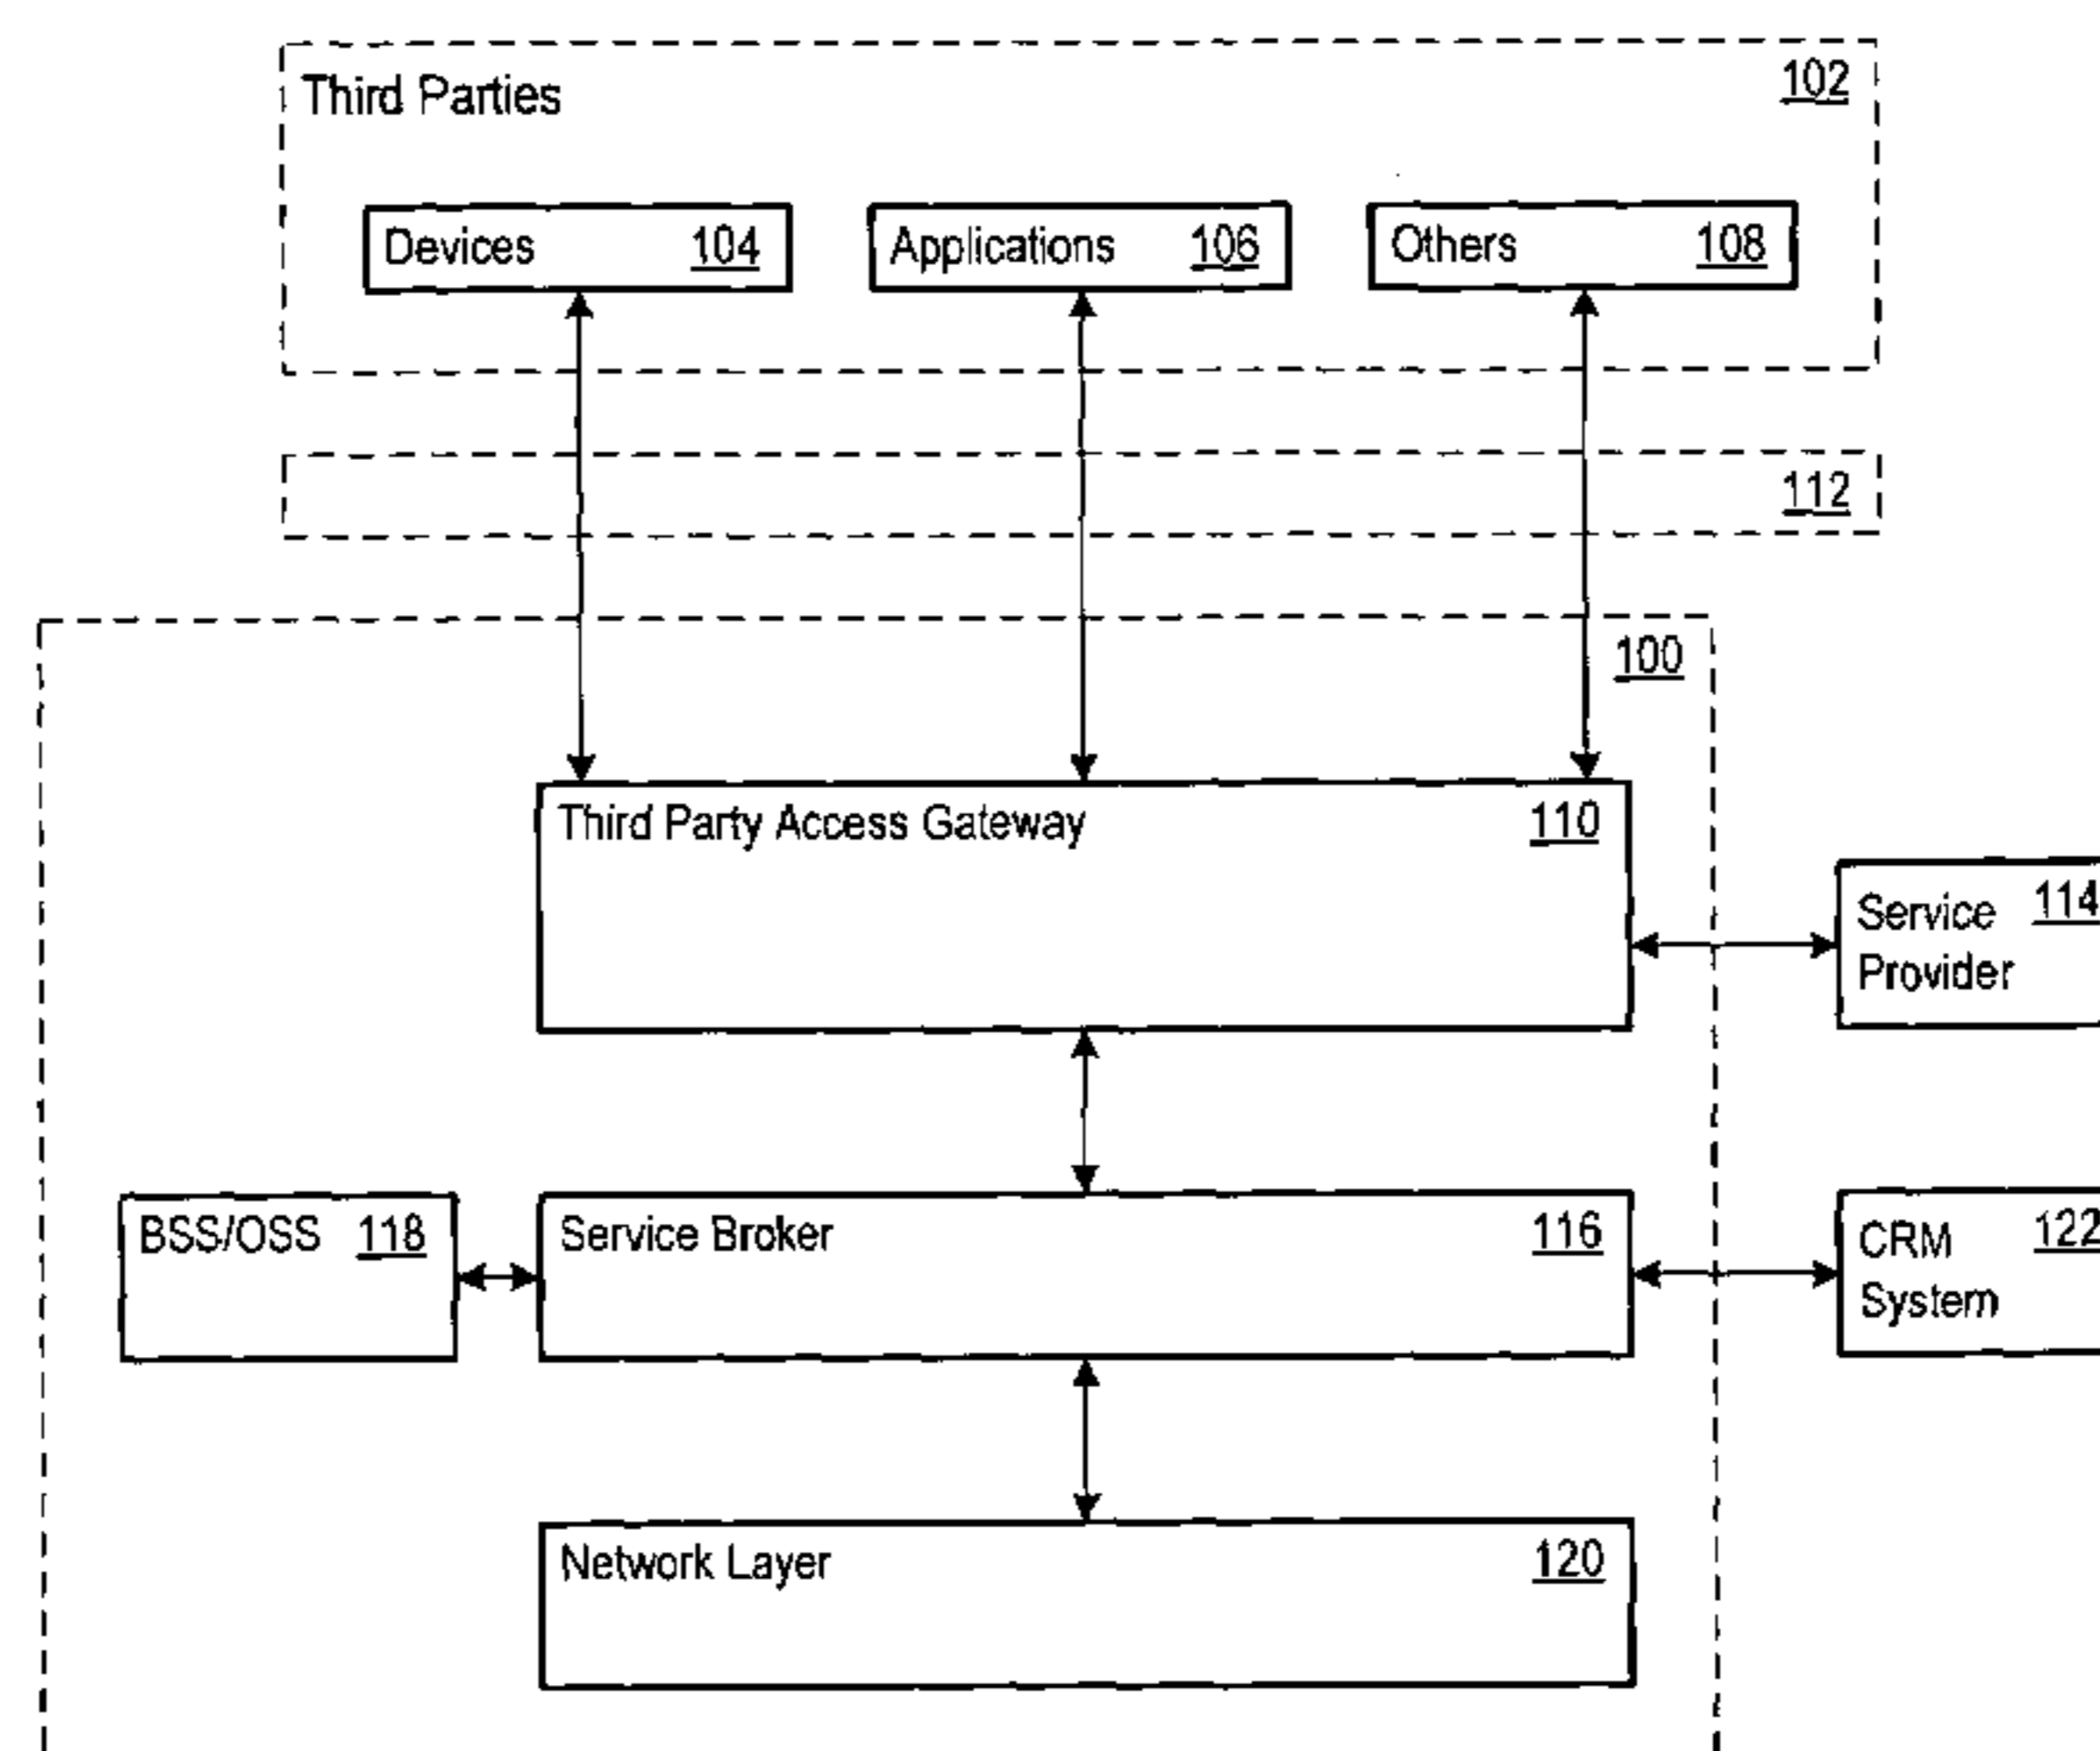 Third Parties 102
Devices 104
Applications 106
Others 108
112
100
Third Party Access Gateway 110
Service 114
Provider
BSS/OSS 118
Service Broker 116
CRM 122
System
Network Layer 120